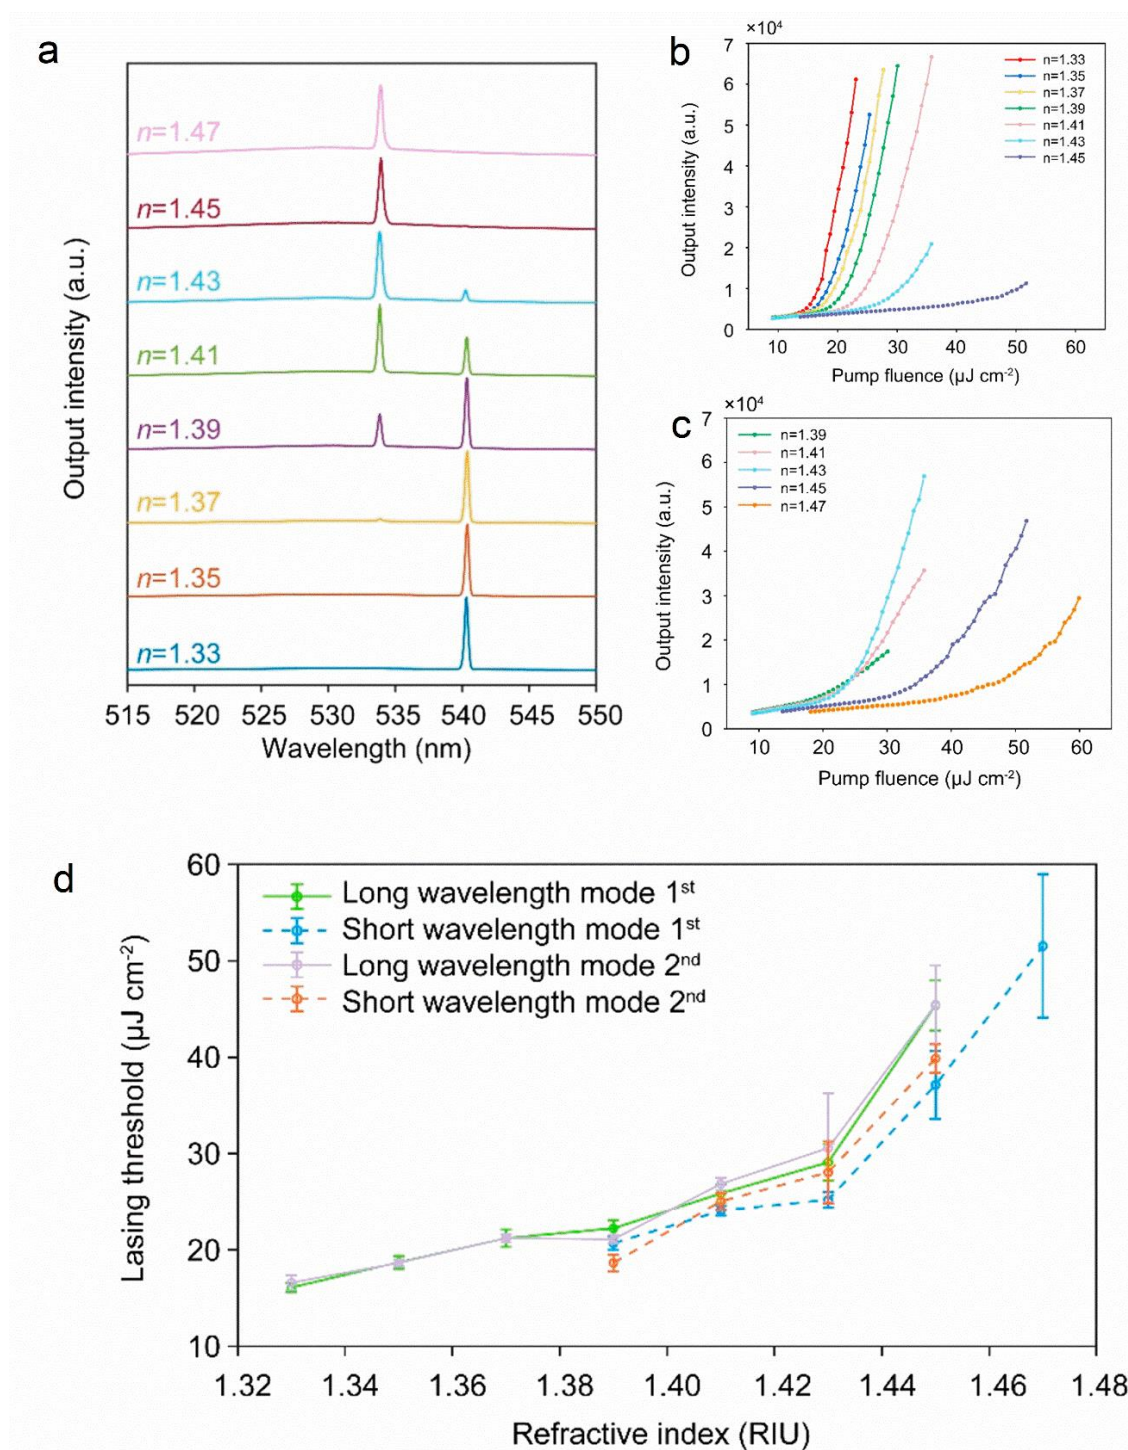 a
n=1.47
n=1.45
n=1.43
n=1.41
n=1.39
n=1.37
n=1.35
n=1.33
Output intensity (a.u.)
515 520 525 530 535 540 545 550
Wavelength (nm)
b
×10⁴
7
6
5
4
3
2
1
0
Output intensity (a.u.)
n=1.33
n=1.35
n=1.37
n=1.39
n=1.41
n=1.43
n=1.45
10 20 30 40 50 60
Pump fluence (µJ cm⁻²)
c
×10⁴
7
6
5
4
3
2
1
0
Output intensity (a.u.)
n=1.39
n=1.41
n=1.43
n=1.45
n=1.47
10 20 30 40 50 60
Pump fluence (µJ cm⁻²)
d
60
50
40
30
20
10
Lasing threshold (µJ cm⁻²)
Long wavelength mode 1ˢᵗ
Short wavelength mode 1ˢᵗ
Long wavelength mode 2ⁿᵈ
Short wavelength mode 2ⁿᵈ
1.32 1.34 1.36 1.38 1.40 1.42 1.44 1.46 1.48
Refractive index (RIU)